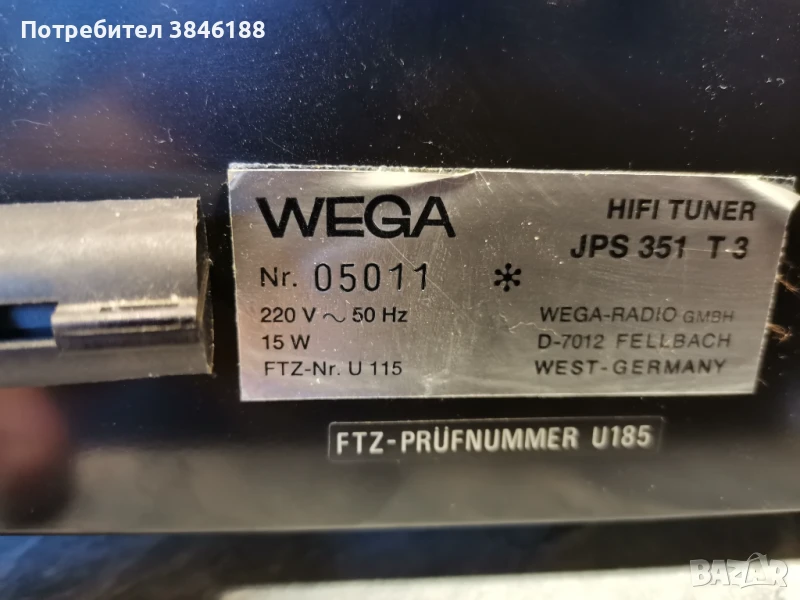 Потребител 3846188
WEGA
Nr. 05011 *
220 V ~ 50 Hz
15 W
FTZ-Nr. U 115
HIFI TUNER
JPS 351 T 3
WEGA-RADIO GMBH
D-7012 FELLBACH
WEST-GERMANY
FTZ-PRÜFNUMMER U185
BAZAR